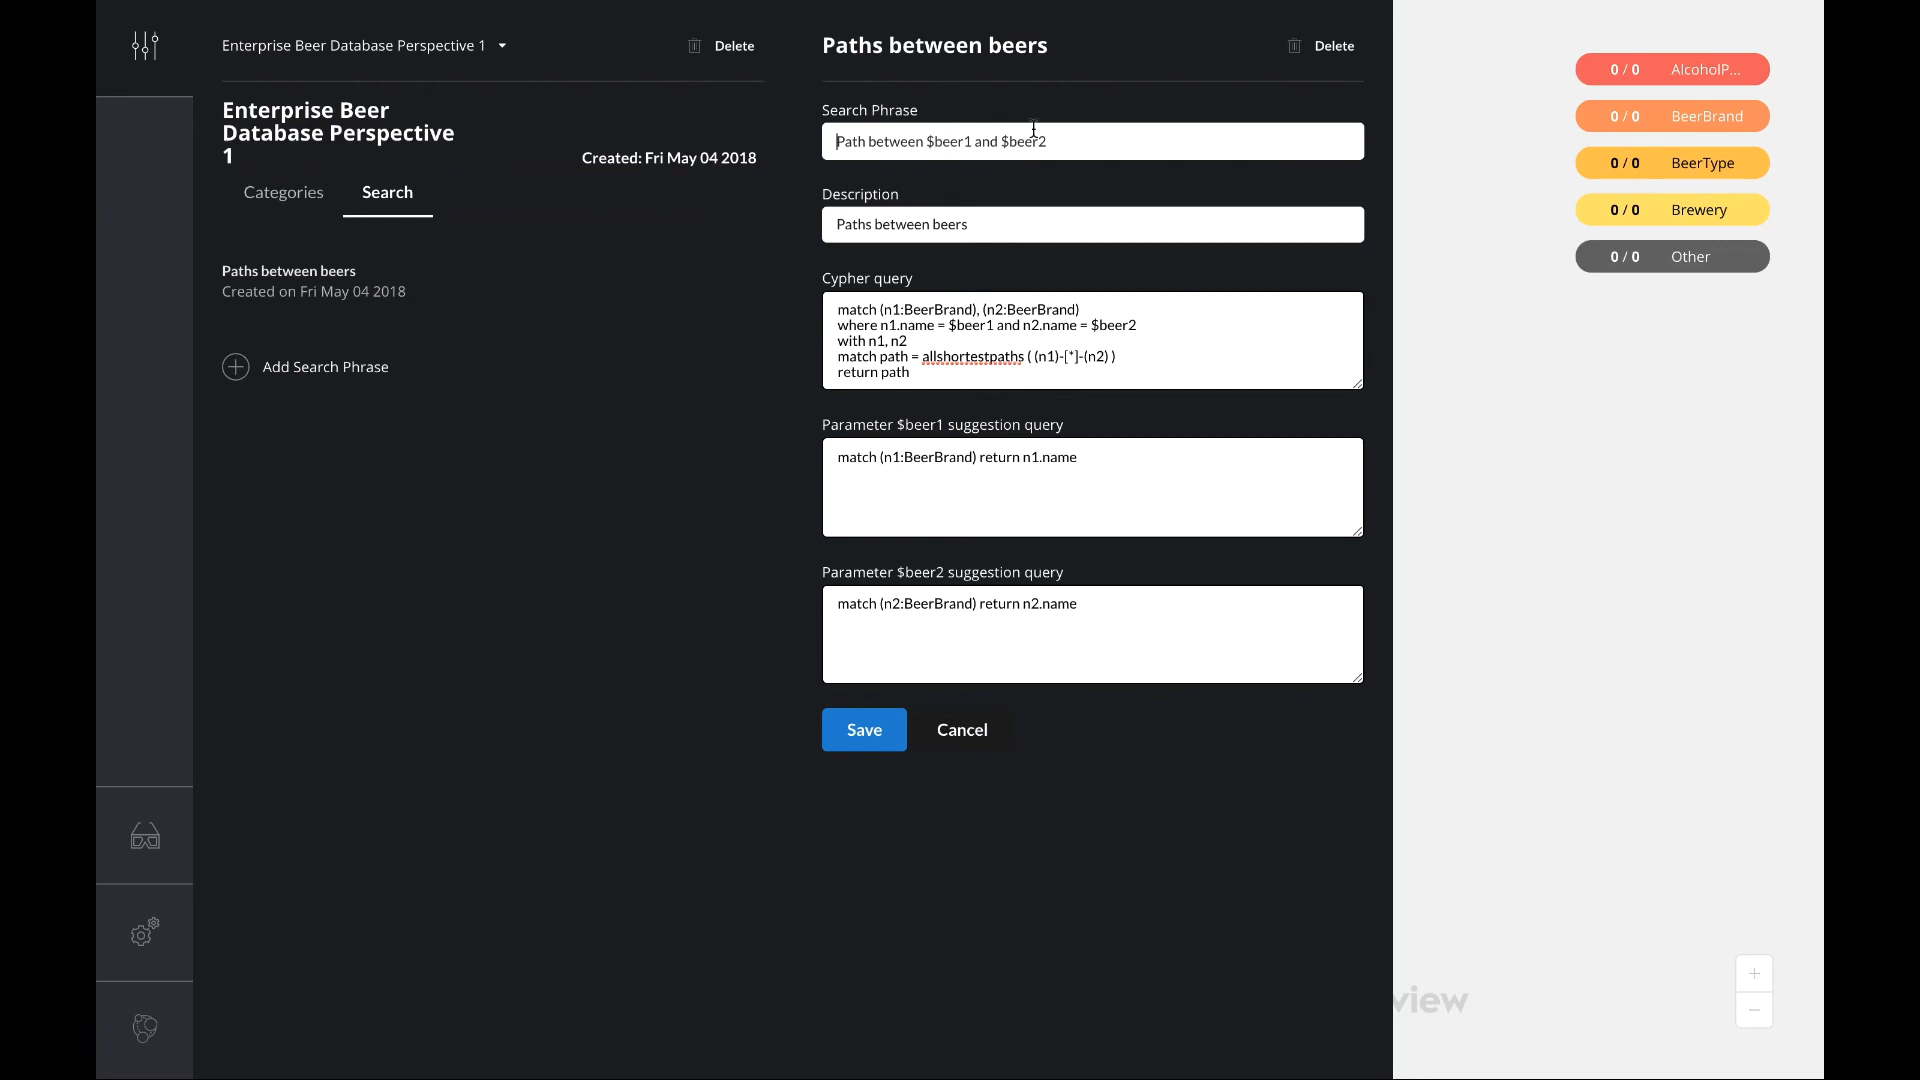 Enterprise Beer Database Perspective 1
Delete
Enterprise Beer
Database Perspective
1
Created: Fri May 04 2018
Categories
Search
Paths between beers
Created on Fri May 04 2018
Add Search Phrase
Paths between beers
Delete
Search Phrase
Path between $beer1 and $beer2
Description
Paths between beers
Cypher query
match (n1:BeerBrand), (n2:BeerBrand)
where n1.name = $beer1 and n2.name = $beer2
with n1, n2
match path = allshortestpaths ( (n1)-[*]-(n2) )
return path
Parameter $beer1 suggestion query
match (n1:BeerBrand) return n1.name
Parameter $beer2 suggestion query
match (n2:BeerBrand) return n2.name
Save
Cancel
0 / 0 AlcoholP...
0 / 0 BeerBrand
0 / 0 BeerType
0 / 0 Brewery
0 / 0 Other
view